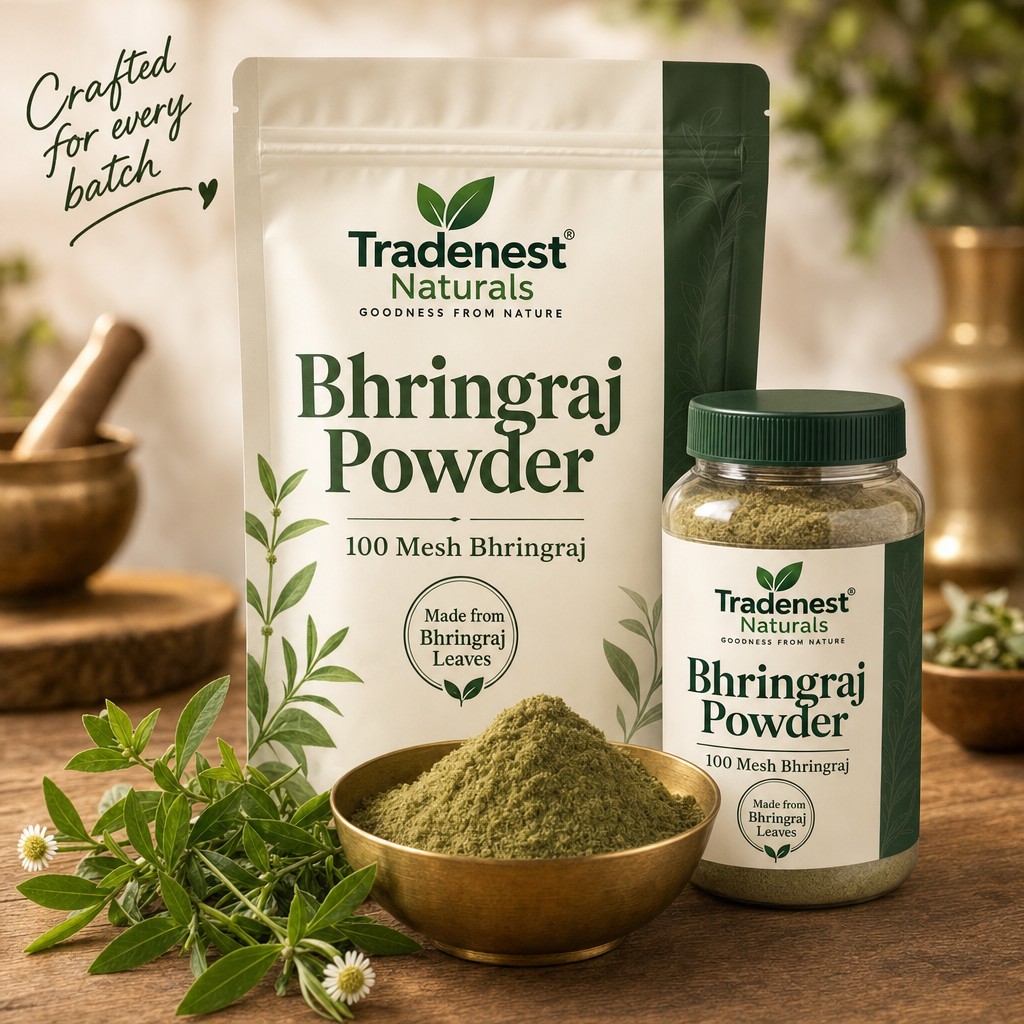 Crafted
for every
batch
Tradenest®
Naturals
GOODNESS FROM NATURE
Bhringraj
Powder
100 Mesh Bhringraj
Made from
Bhringraj
Leaves
Tradenest®
Naturals
GOODNESS FROM NATURE
Bhringraj
Powder
100 Mesh Bhringraj
Made from
Bhringraj
Leaves